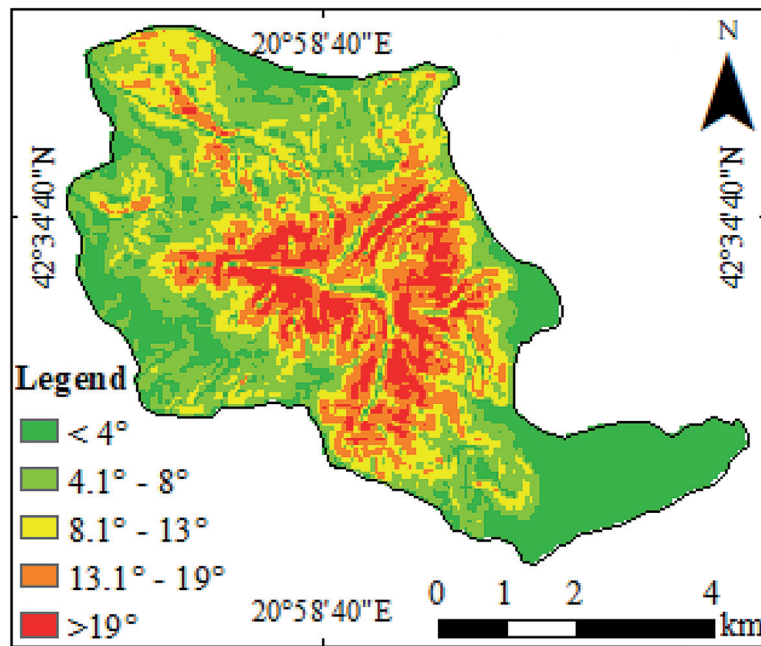 20°58'40"E
N
42°34'40"N
42°34'40"N
Legend
< 4°
4.1° - 8°
8.1° - 13°
13.1° - 19°
>19°
20°58'40"E
0 1 2 4
km